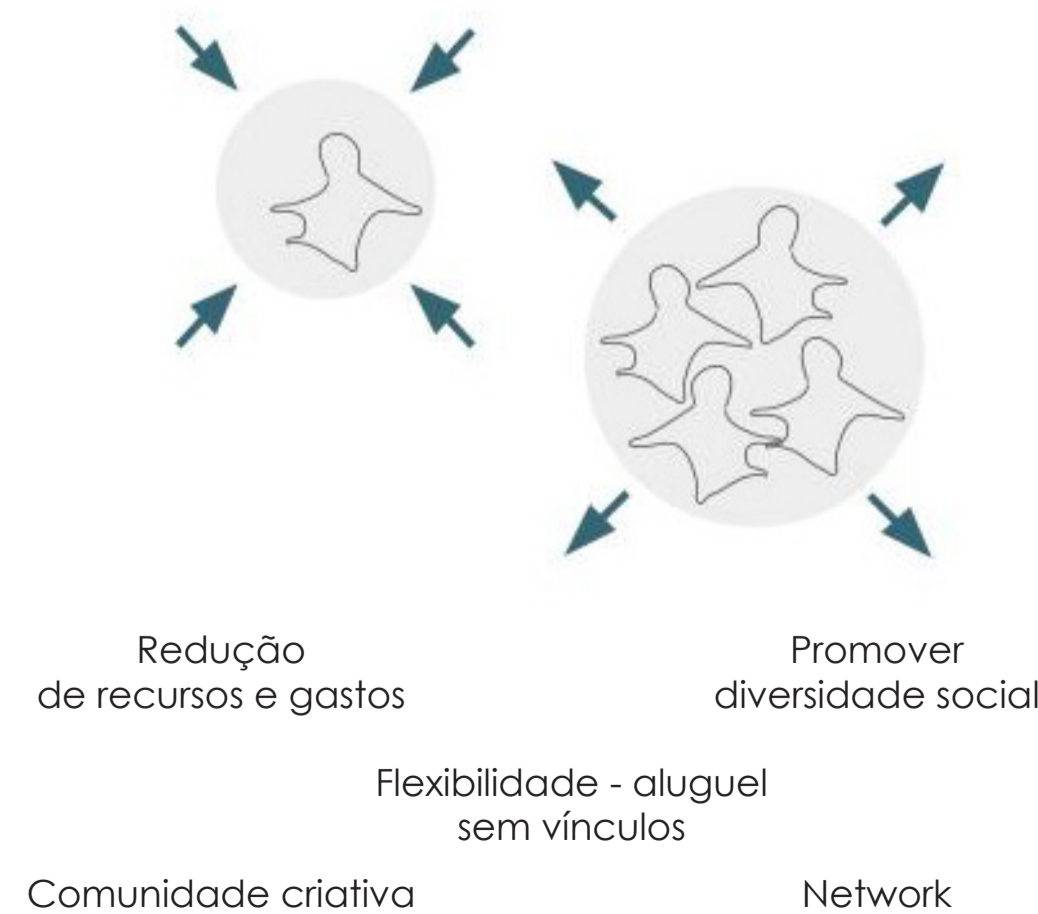 Redução
de recursos e gastos
Promover
diversidade social
Flexibilidade - aluguel
sem vínculos
Comunidade criativa
Network